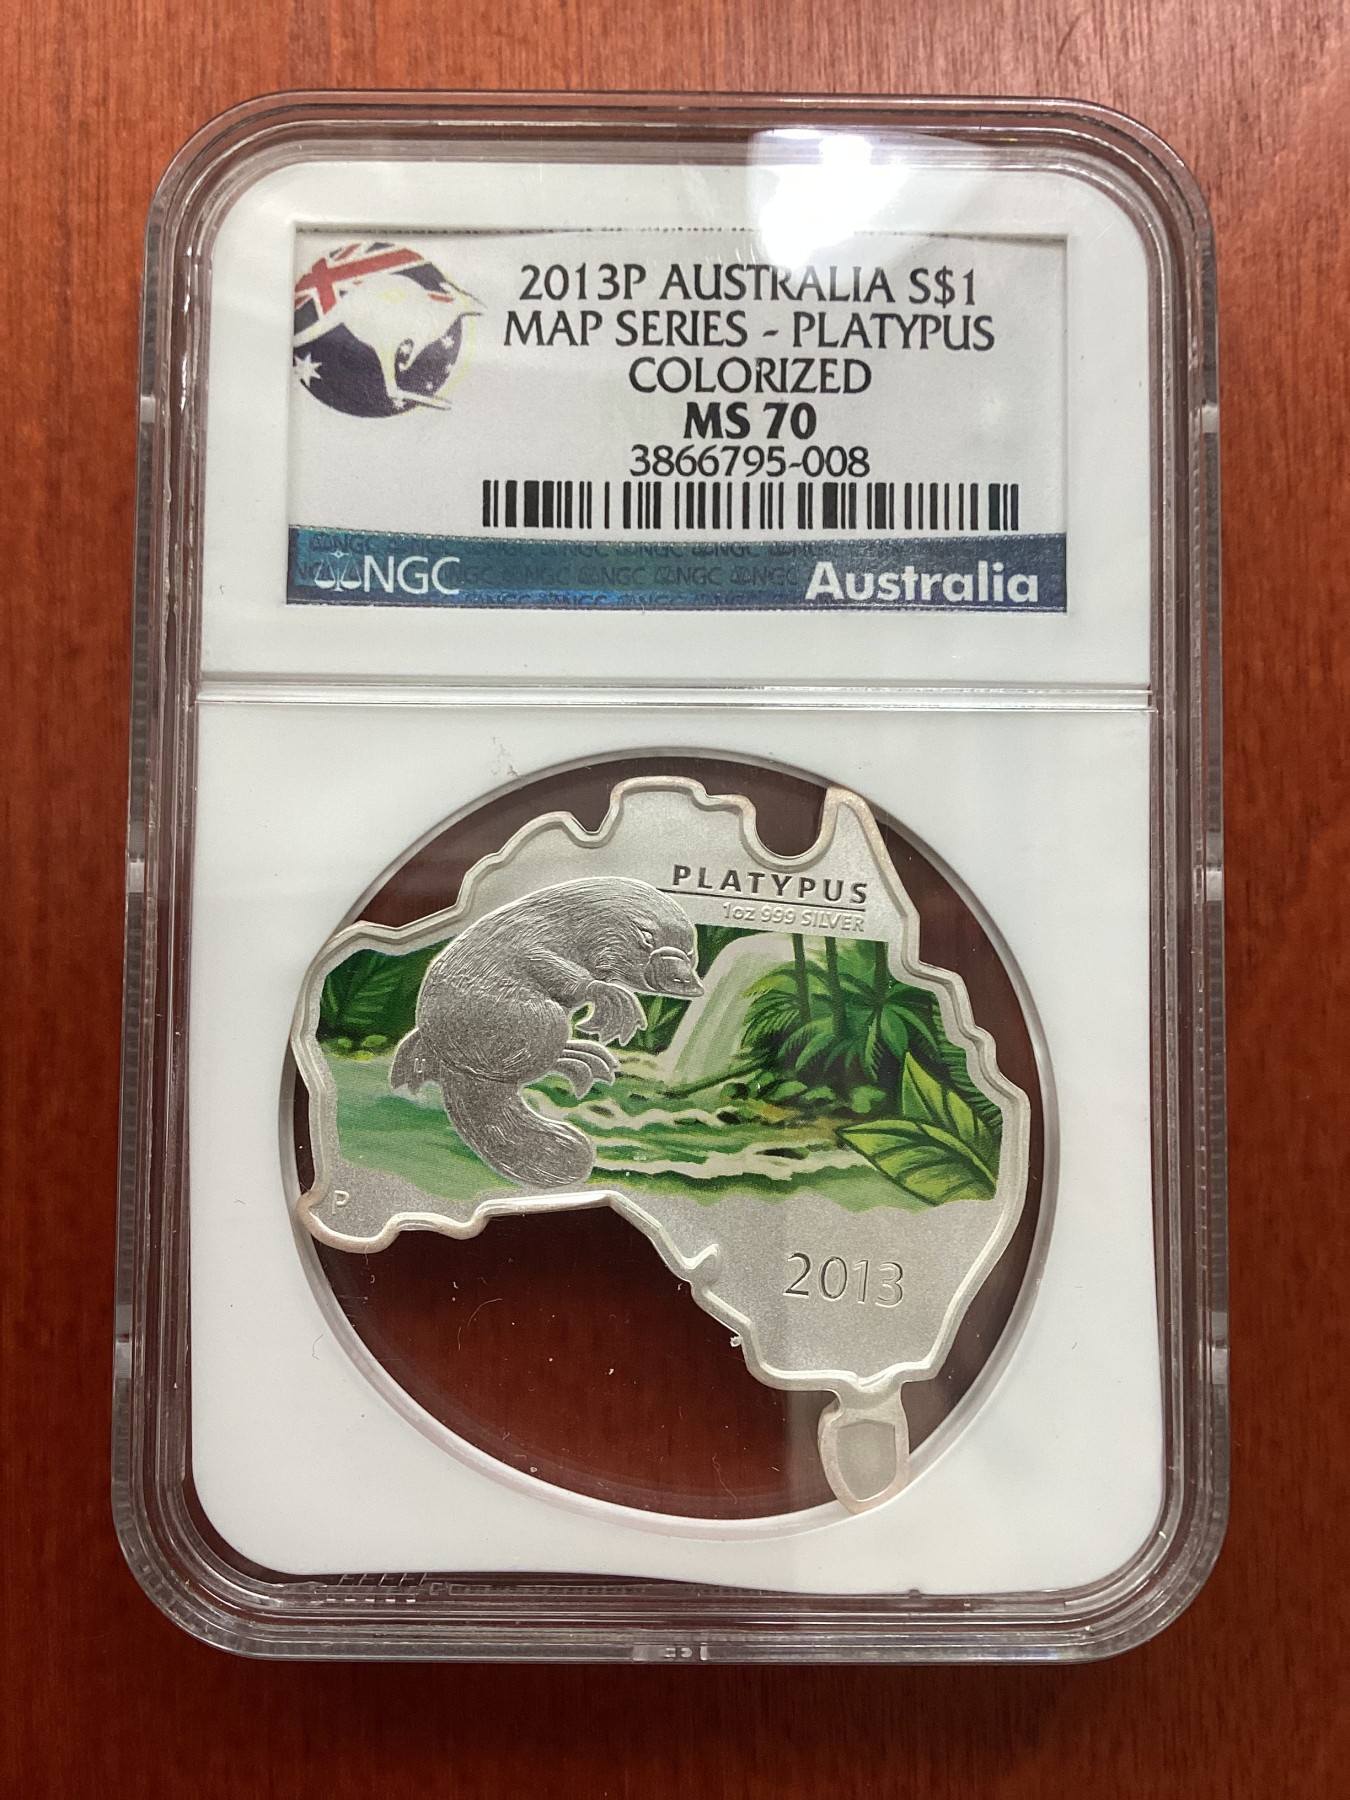 2013P AUSTRALIA S$1
MAP SERIES - PLATYPUS
COLORIZED
MS 70
3866795-008
NGC Australia
PLATYPUS
1oz 999 SILVER
P
2013